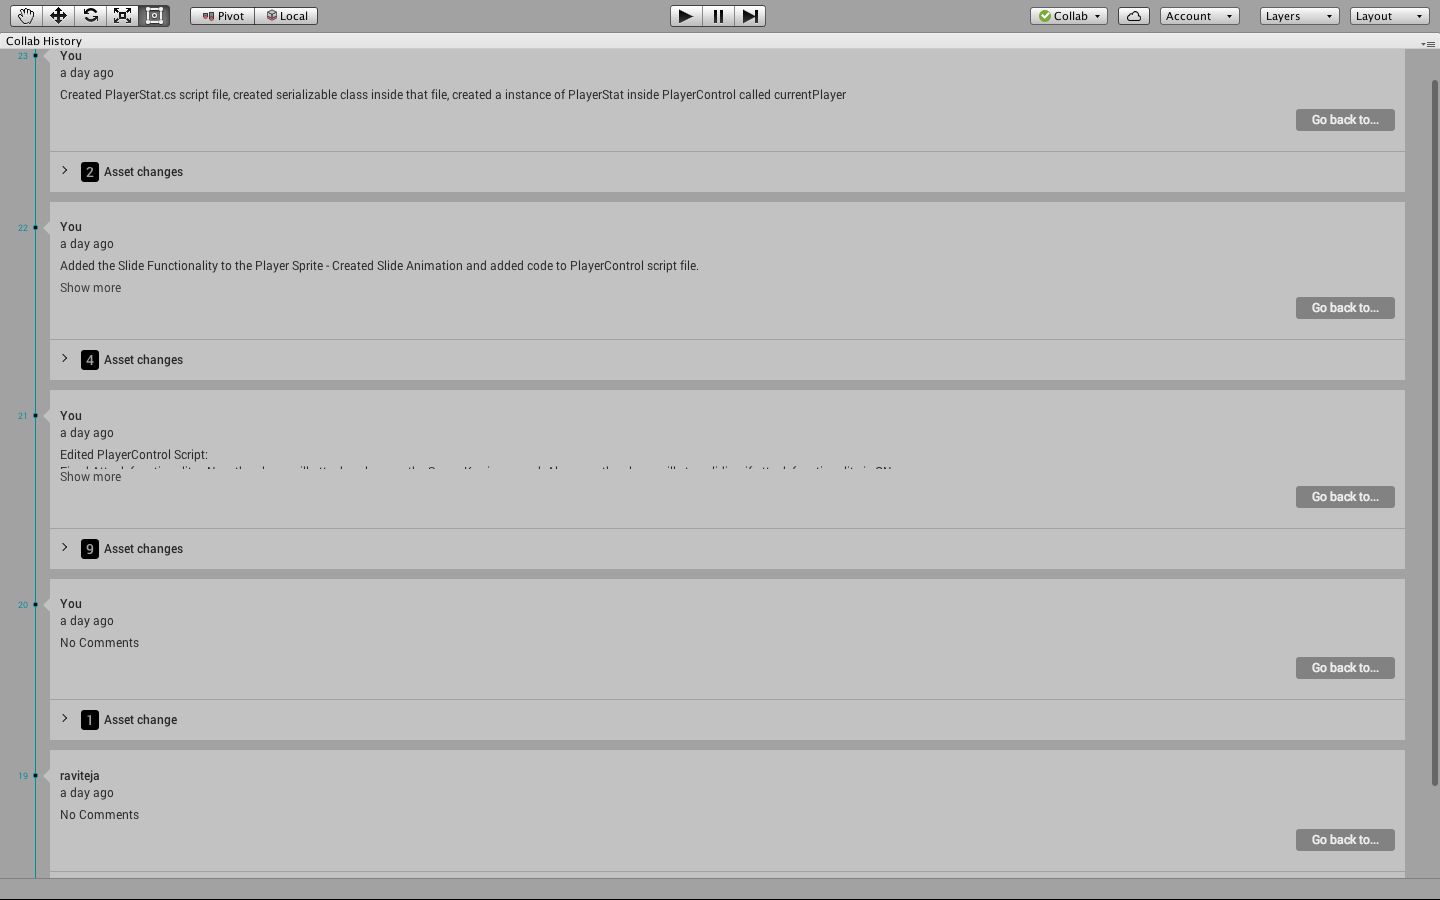 Pivot Local Collab Account Layers Layout
Collab History
23 You
a day ago
Created PlayerStat.cs script file, created serializable class inside that file, created a instance of PlayerStat inside PlayerControl called currentPlayer
Go back to...
2 Asset changes
22 You
a day ago
Added the Slide Functionality to the Player Sprite - Created Slide Animation and added code to PlayerControl script file.
Show more
Go back to...
4 Asset changes
21 You
a day ago
Edited PlayerControl Script:
Show more
Go back to...
9 Asset changes
20 You
a day ago
No Comments
Go back to...
1 Asset change
19 raviteja
a day ago
No Comments
Go back to...